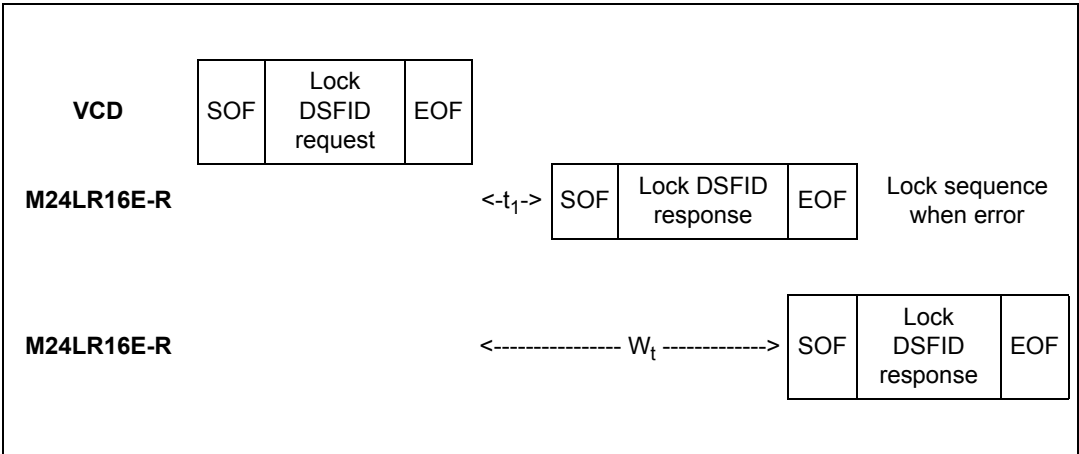 VCD SOF Lock DSFID request EOF
M24LR16E-R <-t1-> SOF Lock DSFID response EOF Lock sequence when error
M24LR16E-R <---------------- Wt -------------> SOF Lock DSFID response EOF